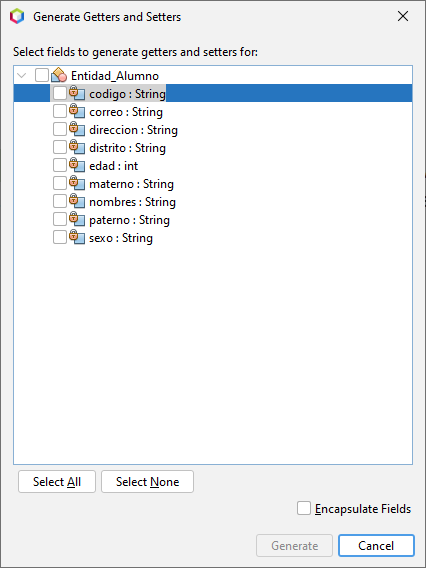 Generate Getters and Setters
Select fields to generate getters and setters for:
Entidad_Alumno
codigo : String
correo : String
direccion : String
distrito : String
edad : int
materno : String
nombres : String
paterno : String
sexo : String
Select All
Select None
Encapsulate Fields
Generate
Cancel